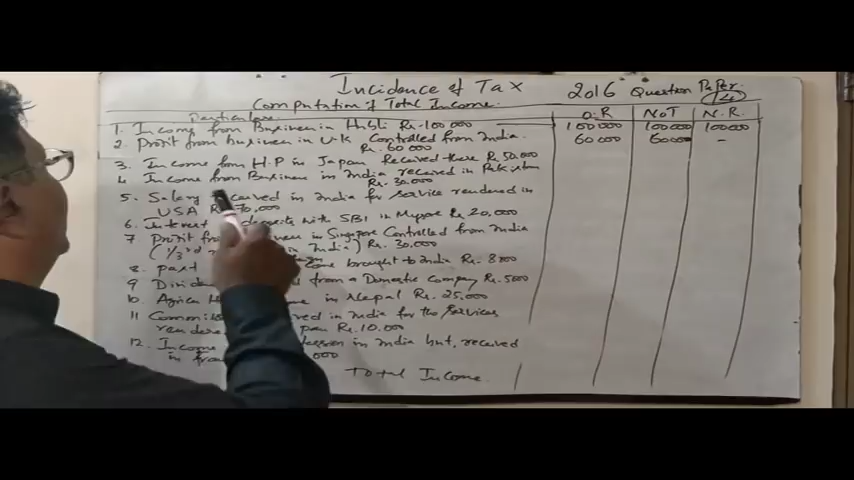 Incidence of Tax 2016 Question Paper
Computation of Total Income.
Particulars O.R NOT N.R.
1. Income from Business in Hubli Rs. 100000 100000 100000 100000
2. Profit from business in U.K Controlled from India. Rs. 60000 60000 60000 -
3. Income from H.P in Japan Received there Rs. 50,000
4 Income from Business in India received in Pakistan
Rs. 30.000
5. Salary received in India for service rendered in
USA 70,000
6. Interest deposits with SBI in Mysore Rs 20,000
7 Profit in Singapore Controlled from India
(1/3rd in India) Rs. 30.000
8. past brought to India Rs. 8000
9 from a Domestic Company Rs. 5000
10. in Nepal Rs. 25,000
11 in India for the services
Rs. 10.000
12. Income in India but, received
in
Total Income.